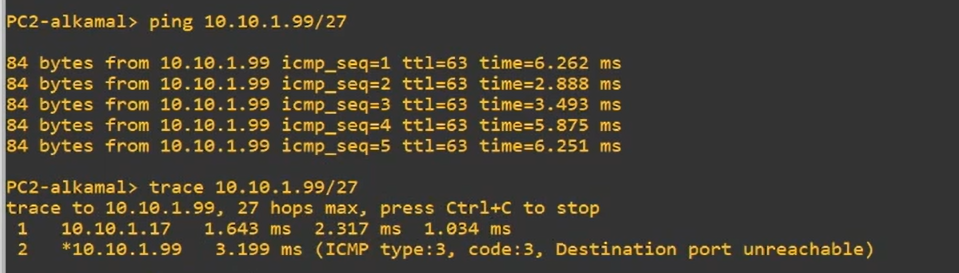 PC2-alkamal> ping 10.10.1.99/27
84 bytes from 10.10.1.99 icmp_seq=1 ttl=63 time=6.262 ms
84 bytes from 10.10.1.99 icmp_seq=2 ttl=63 time=2.888 ms
84 bytes from 10.10.1.99 icmp_seq=3 ttl=63 time=3.493 ms
84 bytes from 10.10.1.99 icmp_seq=4 ttl=63 time=5.875 ms
84 bytes from 10.10.1.99 icmp_seq=5 ttl=63 time=6.251 ms
PC2-alkamal> trace 10.10.1.99/27
trace to 10.10.1.99, 27 hops max, press Ctrl+C to stop
1 10.10.1.17 1.643 ms 2.317 ms 1.034 ms
2 *10.10.1.99 3.199 ms (ICMP type:3, code:3, Destination port unreachable)